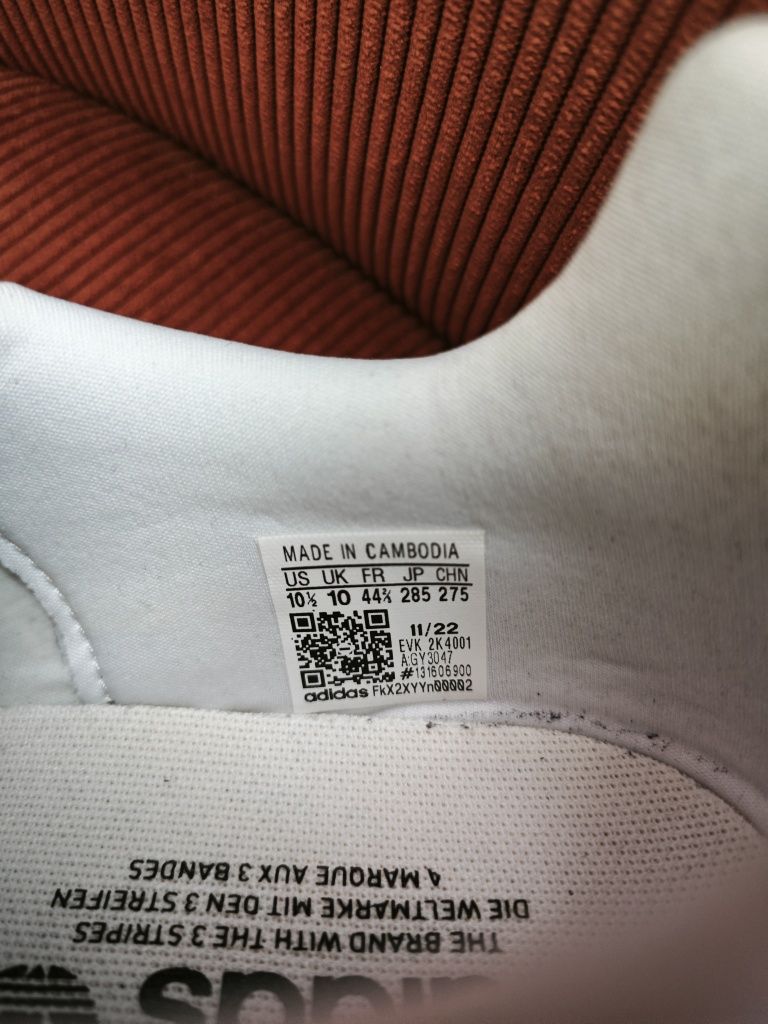 MADE IN CAMBODIA
US UK FR JP CHN
10½ 10 44⅔ 285 275
11/22
EVK 2K4001
A:GY3047
#131606900
adidas FkX2XYYn00002
adidas
THE BRAND WITH THE 3 STRIPES
DIE WELTMARKE MIT DEN 3 STREIFEN
LA MARQUE AUX 3 BANDES